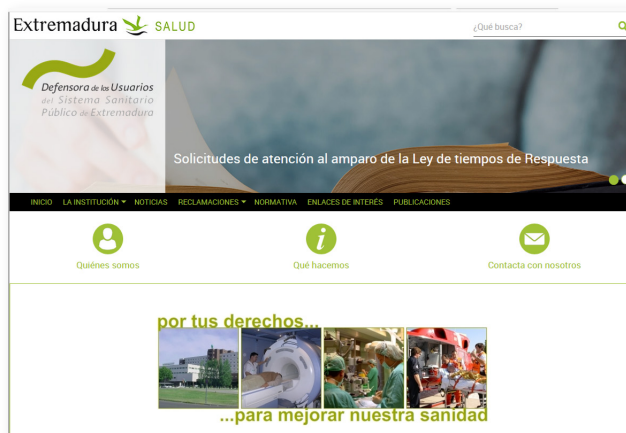 Extremadura SALUD
¿Qué busca?
Defensora de los Usuarios
del Sistema Sanitario
Público de Extremadura
Solicitudes de atención al amparo de la Ley de tiempos de Respuesta
INICIO LA INSTITUCIÓN NOTICIAS RECLAMACIONES NORMATIVA ENLACES DE INTERÉS PUBLICACIONES
Quiénes somos Qué hacemos Contacta con nosotros
por tus derechos...
...para mejorar nuestra sanidad